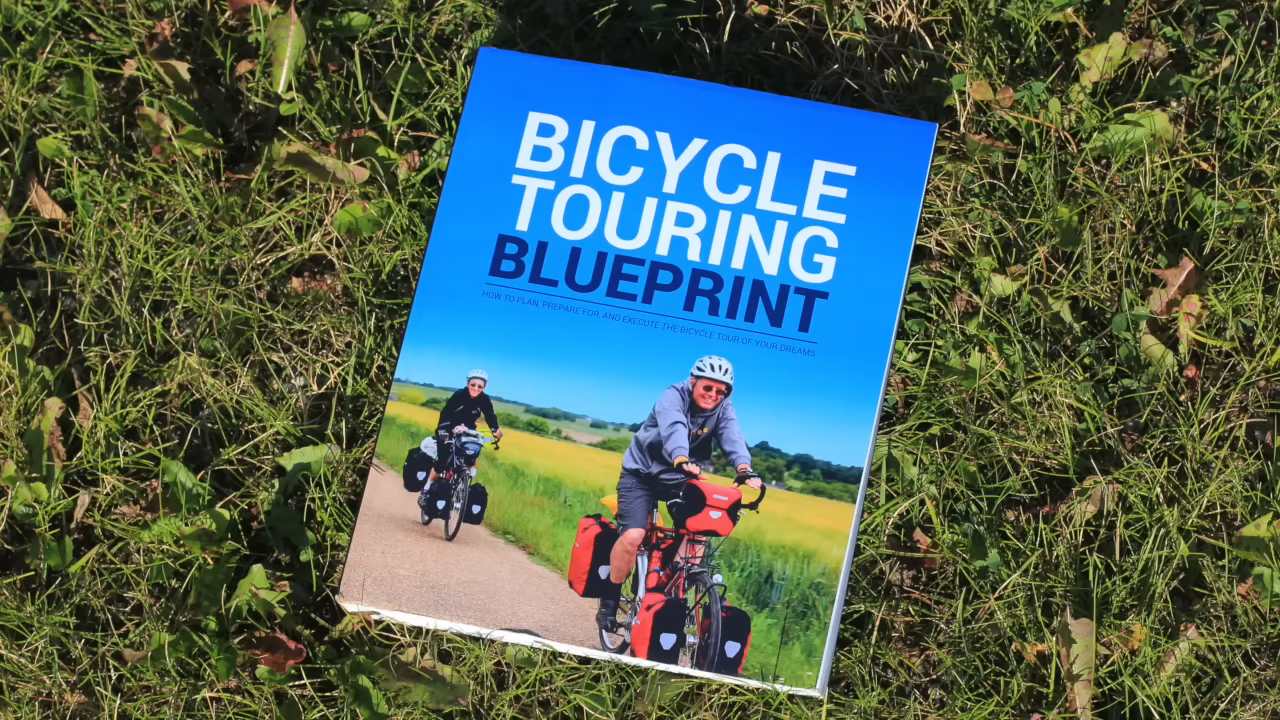 BICYCLE
TOURING
BLUEPRINT
HOW TO PLAN, PREPARE FOR, AND EXECUTE THE BICYCLE TOUR OF YOUR DREAMS